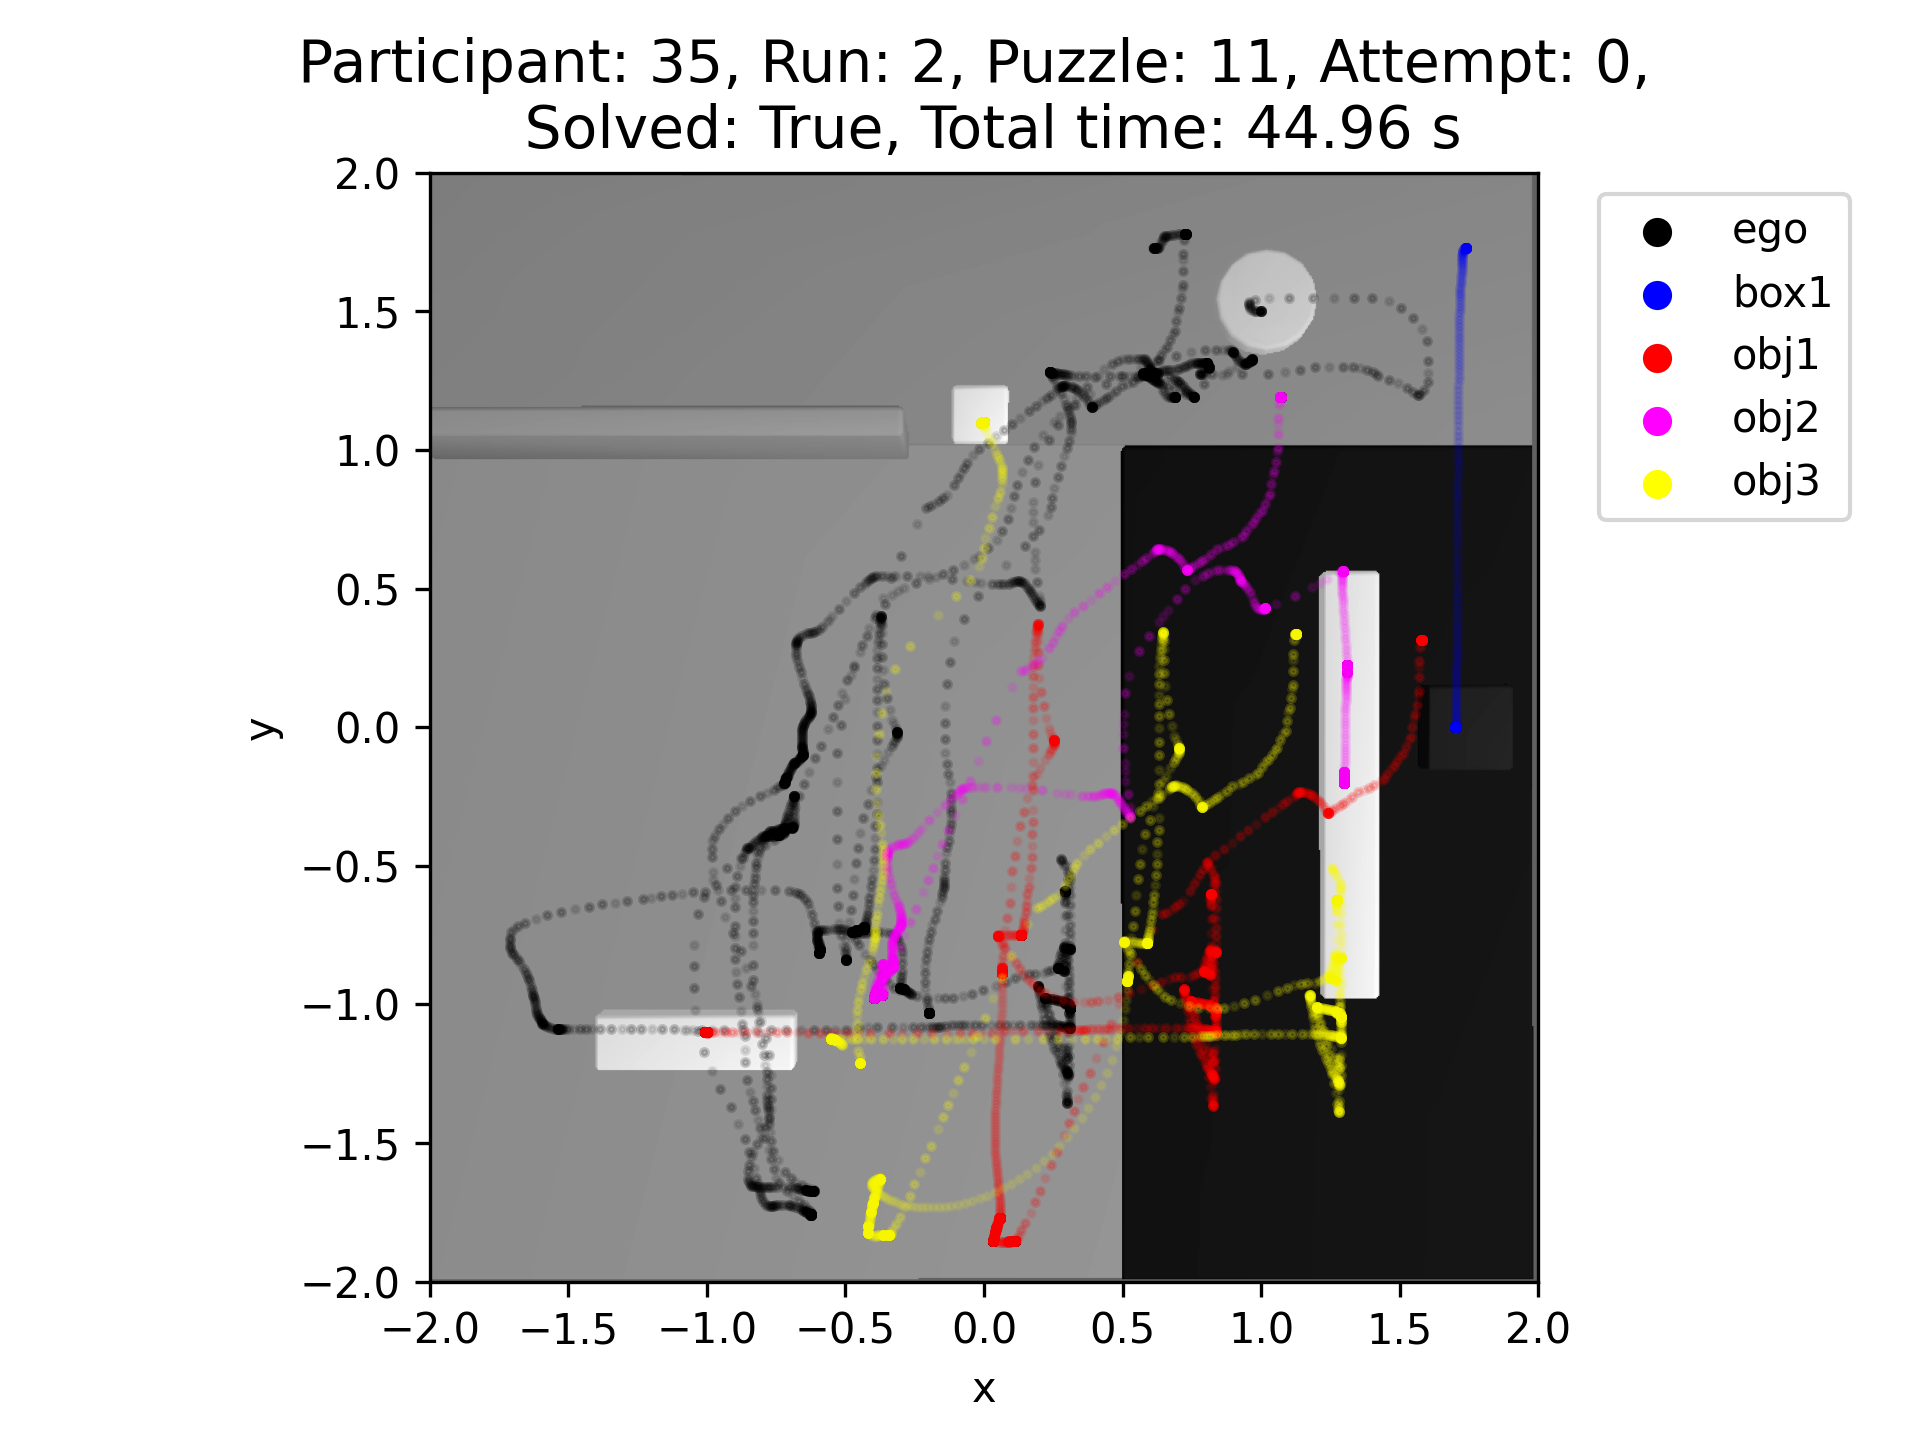 Participant: 35, Run: 2, Puzzle: 11, Attempt: 0,
Solved: True, Total time: 44.96 s
2.0
1.5
1.0
0.5
0.0
−0.5
−1.0
−1.5
−2.0
y
−2.0 −1.5 −1.0 −0.5 0.0 0.5 1.0 1.5 2.0
x
ego
box1
obj1
obj2
obj3